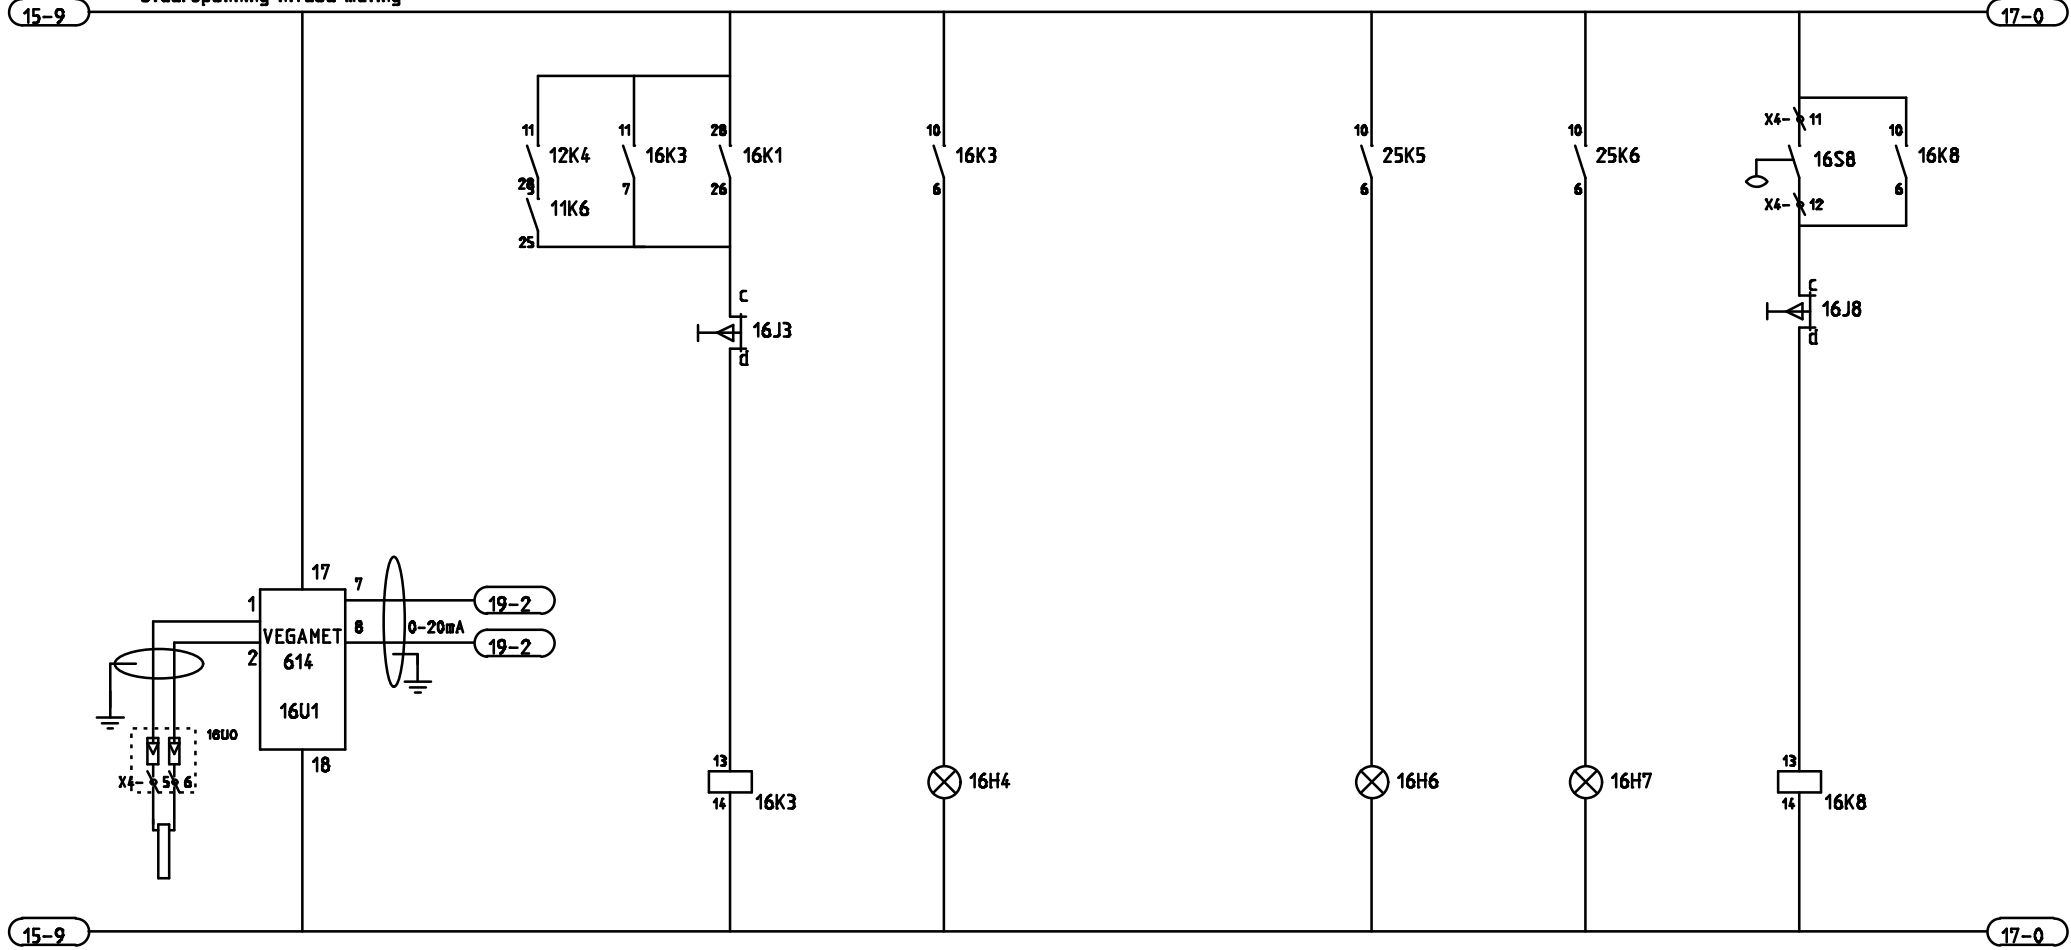 15-9
17-0
11
12K4
28
11K6
25
11
16K3
7
28
16K1
26
10
16K3
6
10
25K5
6
10
25K6
6
X4- 11
16S8
X4- 12
10
16K8
6
c
16J3
d
c
16J8
d
17
7
1
19-2
VEGAMET
8
0-20mA
19-2
2
614
16U1
16U0
18
X4- 5 6
13
14
16K3
16H4
16H6
16H7
13
14
16K8
15-9
17-0